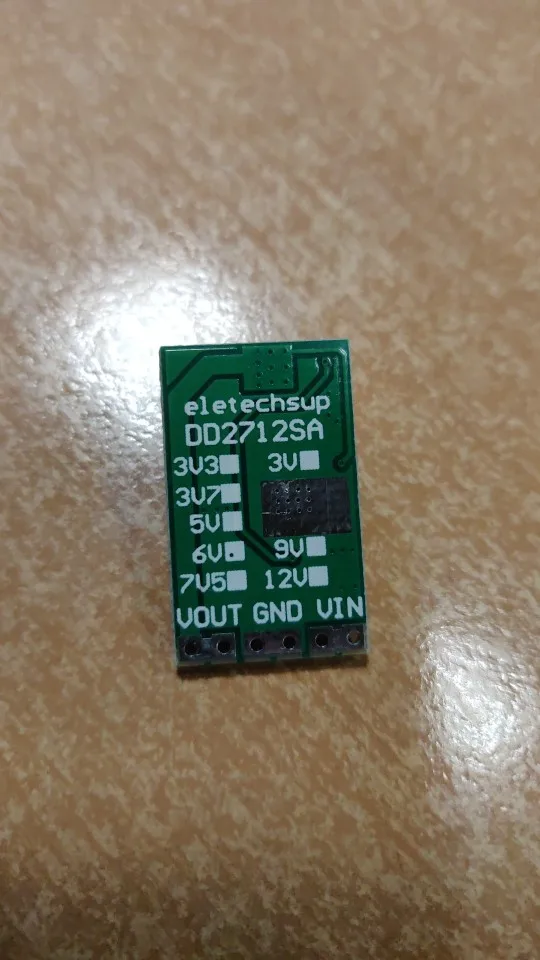 eletechsup
DD2712SA
3V3 3V
3V7
5V
6V 9V
7V5 12V
VOUT GND VIN